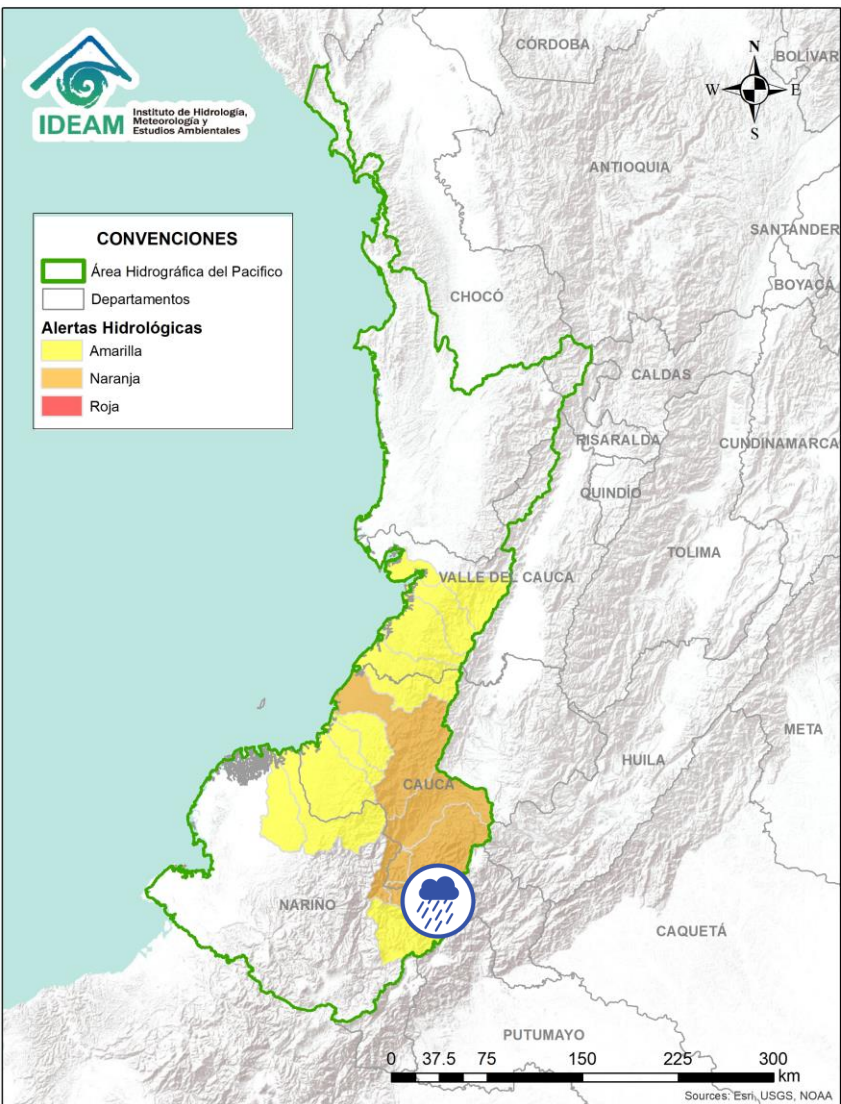 IDEAM
Instituto de Hidrología,
Meteorología y
Estudios Ambientales
CÓRDOBA
BOLÍVAR
N
W
E
S
ANTIOQUIA
SANTANDER
BOYACÁ
CONVENCIONES
Área Hidrográfica del Pacifico
Departamentos
Alertas Hidrológicas
Amarilla
Naranja
Roja
CHOCÓ
CALDAS
RISARALDA
CUNDINAMARCA
QUINDÍO
TOLIMA
VALLE DEL CAUCA
META
HUILA
CAUCA
NARIÑO
CAQUETÁ
PUTUMAYO
0 37.5 75 150 225 300
km
Sources: Esri, USGS, NOAA